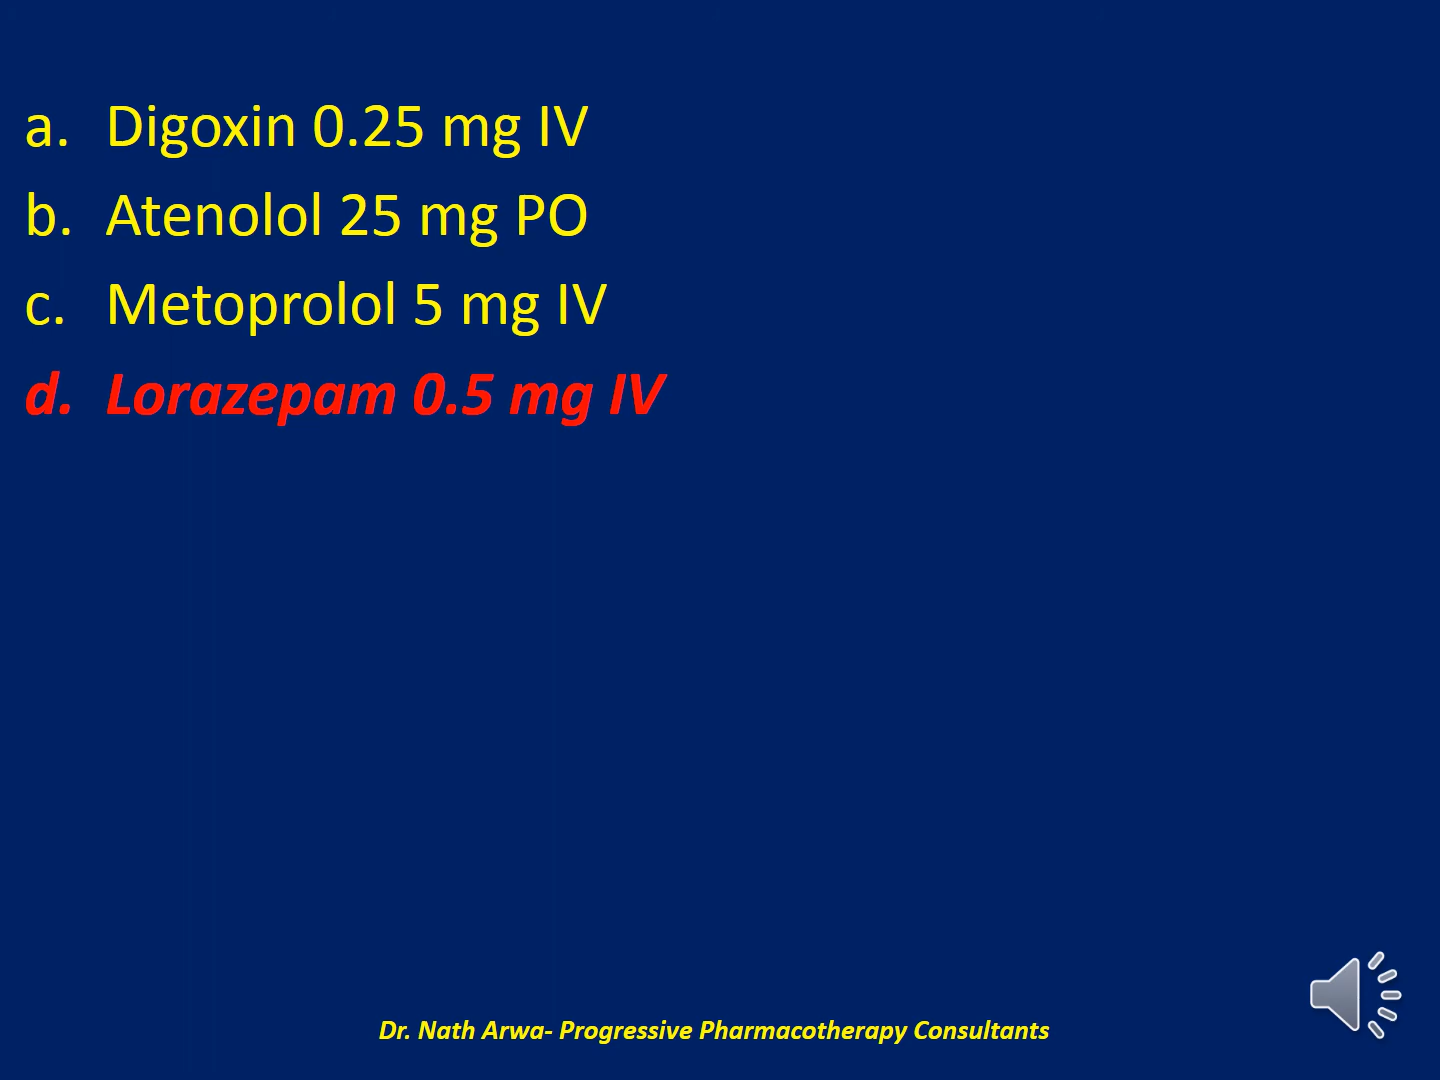 a. Digoxin 0.25 mg IV
b. Atenolol 25 mg PO
c. Metoprolol 5 mg IV
d. Lorazepam 0.5 mg IV
Dr. Nath Arwa- Progressive Pharmacotherapy Consultants